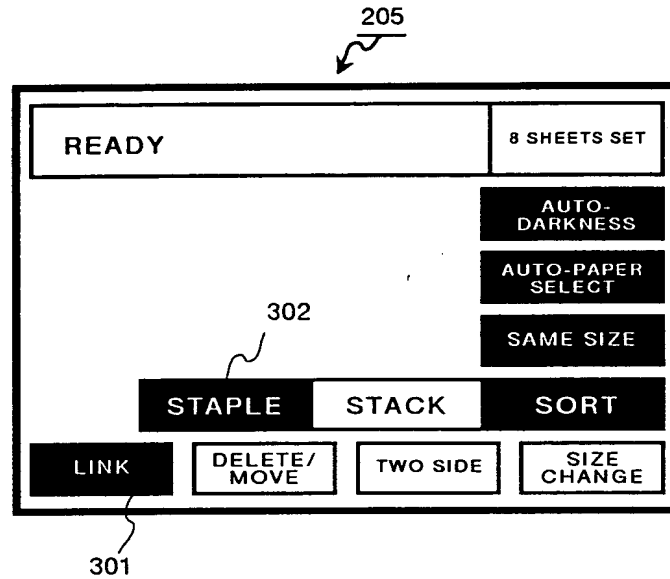 205
READY
8 SHEETS SET
AUTO-
DARKNESS
AUTO-PAPER
SELECT
SAME SIZE
302
STAPLE STACK SORT
LINK
DELETE/
MOVE
TWO SIDE
SIZE
CHANGE
301